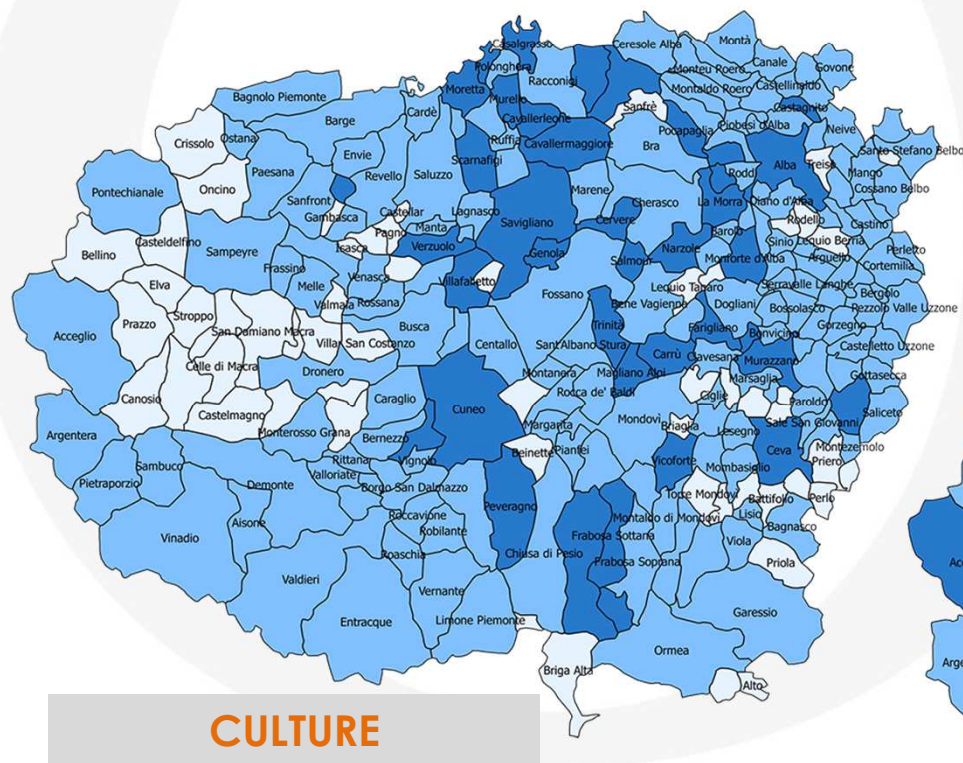 Casalgrasso
Ceresole Alba
Montà
Polonghera
Monteu Roero
Canale
Govone
Racconigi
Moretta
Murello
Montaldo Roero
Castellinaldo
Bagnolo Piemonte
Cardè
Sanfrè
Castagnito
Barge
Cavallerleone
Pocapaglia
Piobesi d'Alba
Neive
Crissolo
Ostana
Ruffia
Cavallermaggiore
Bra
Santo Stefano Belbo
Envie
Scarnafigi
Alba
Treiso
Paesana
Revello
Saluzzo
Roddi
Mango
Pontechianale
Oncino
Marene
Cossano Belbo
Sanfront
Cherasco
La Morra
Diano d'Alba
Gambasca
Castellar
Lagnasco
Savigliano
Cervere
Rodello
Castino
Pagno
Manta
Barolo
Casteldelfino
Isasca
Verzuolo
Genola
Narzole
Sinio
Lequio Berria
Perletto
Bellino
Sampeyre
Salmour
Monforte d'Alba
Arguello
Cortemilia
Frassino
Venasca
Villafalletto
Elva
Melle
Fossano
Lequio Tanaro
Serravalle Langhe
Bergolo
Valmala
Rossana
Bene Vagienna
Dogliani
Bossolasco
Pezzolo Valle Uzzone
Stroppo
Prazzo
San Damiano Macra
Busca
Trinità
Farigliano
Bonvicino
Gorzegno
Acceglio
Villar San Costanzo
Centallo
Sant'Albano Stura
Castelletto Uzzone
Carrù
Clavesana
Murazzano
Celle di Macra
Dronero
Montanera
Magliano Alpi
Marsaglia
Gottasecca
Canosio
Caraglio
Rocca de' Baldi
Ciglie
Paroldo
Castelmagno
Cuneo
Margarita
Mondovì
Briaglia
Sale San Giovanni
Saliceto
Argentera
Monterosso Grana
Bernezzo
Lesegno
Ceva
Montezemolo
Beinette
Pianfei
Sambuco
Rittana
Vignolo
Vicoforte
Mombasiglio
Priero
Pietraporzio
Valloriate
Demonte
Borgo San Dalmazzo
Torre Mondovì
Battifollo
Perlo
Peveragno
Aisone
Roccavione
Montaldo di Mondovì
Lisio
Bagnasco
Vinadio
Robilante
Frabosa Sottana
Viola
Roaschia
Chiusa di Pesio
Frabosa Soprana
Priola
Valdieri
Vernante
Entracque
Limone Piemonte
Garessio
Ormea
Briga Alta
Alto
CULTURE